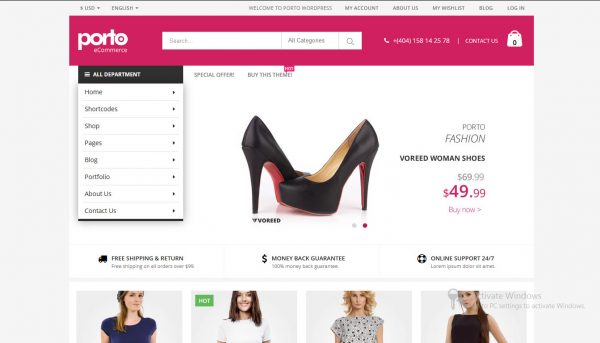 $ USD
ENGLISH
WELCOME TO PORTO WORDPRESS
MY ACCOUNT
ABOUT US
MY WISHLIST
BLOG
LOG IN
porto
eCommerce
Search...
All Categories
+(404) 158 14 25 78
CONTACT US
0
ALL DEPARTMENT
SPECIAL OFFER!
BUY THIS THEME!
HOT
Home
Shortcodes
Shop
Pages
Blog
Portfolio
About Us
Contact Us
PORTO
FASHION
VOREED WOMAN SHOES
$69.99
$49.99
Buy now >
VOREED
FREE SHIPPING & RETURN
Free shipping on all orders over $99.
MONEY BACK GUARANTEE
100% money back guarantee.
ONLINE SUPPORT 24/7
Lorem ipsum dolor sit amet.
HOT
Activate Windows
PC settings to activate Windows.